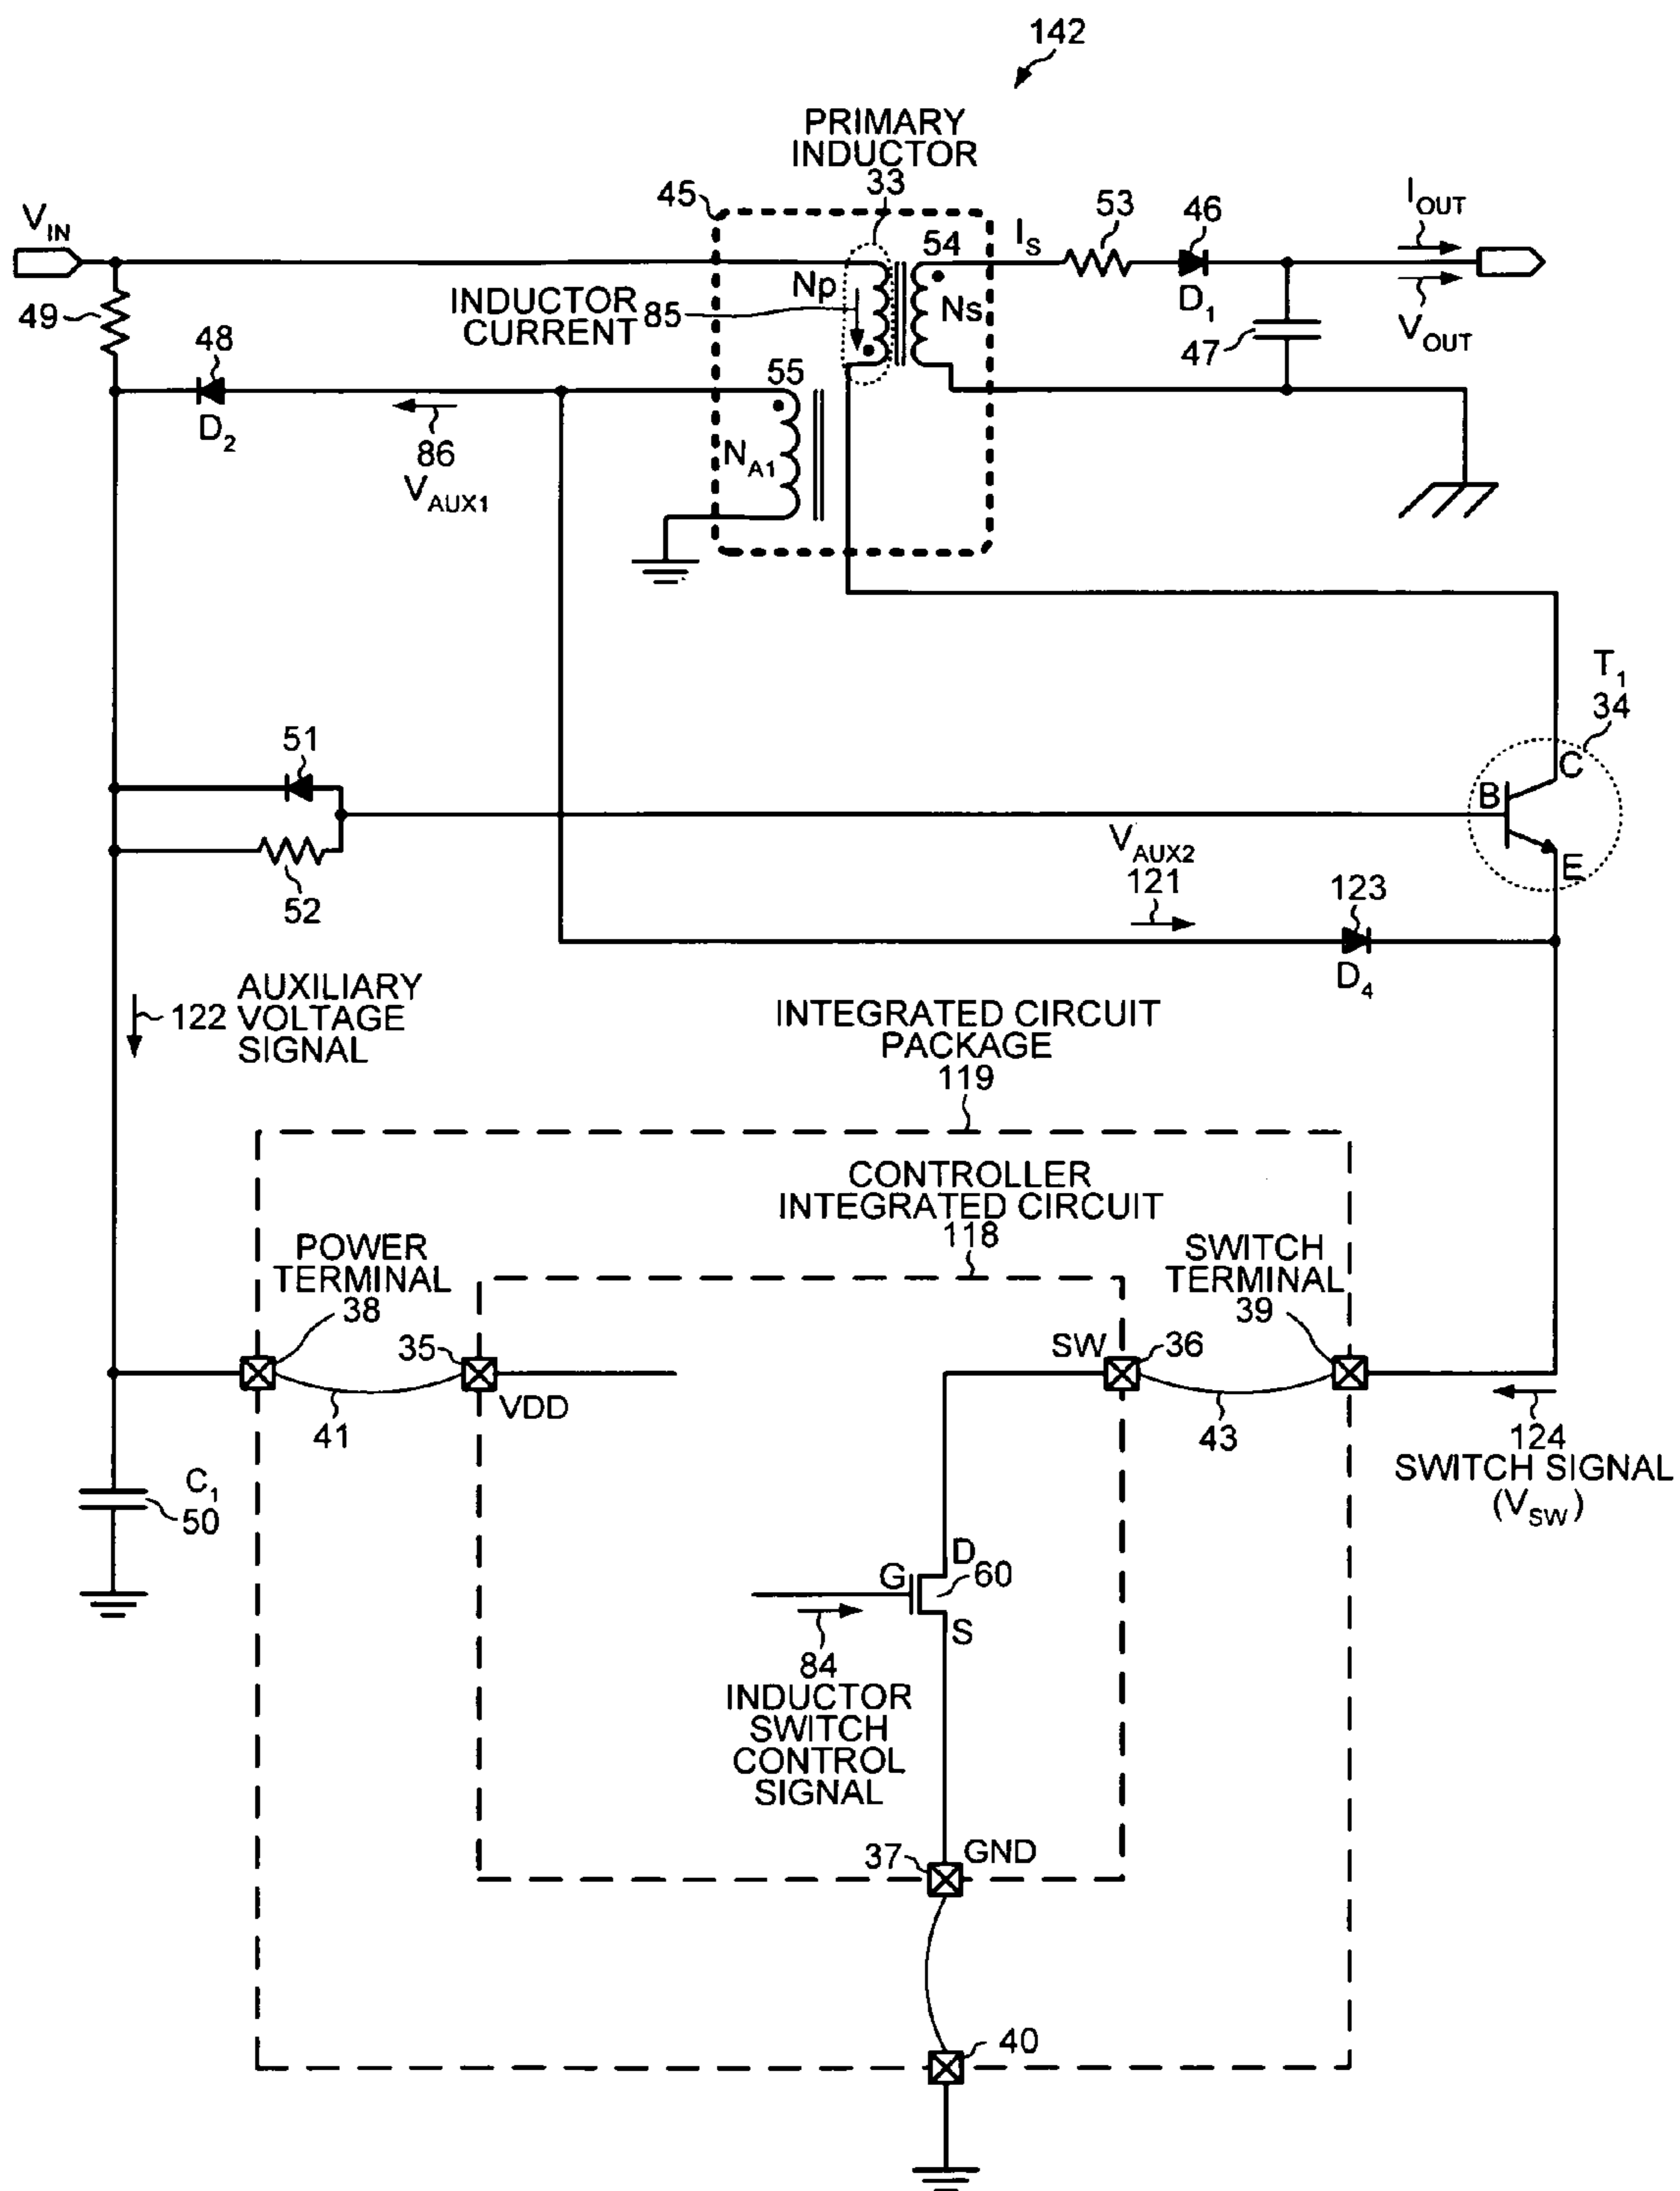 142
PRIMARY
INDUCTOR
33
45
V_IN
54
I_S
53
46
I_OUT
Np
Ns
D_1
INDUCTOR
CURRENT
85
49
48
47
V_OUT
55
D_2
86
V_AUX1
N_A1
T_1
34
51
C
B
V_AUX2
121
E
52
123
D_4
122
AUXILIARY
VOLTAGE
SIGNAL
INTEGRATED CIRCUIT
PACKAGE
119
CONTROLLER
INTEGRATED CIRCUIT
118
POWER
TERMINAL
38
SWITCH
TERMINAL
39
35
SW
36
VDD
41
43
124
SWITCH SIGNAL
(V_SW)
C_1
50
D
G
60
S
84
INDUCTOR
SWITCH
CONTROL
SIGNAL
37
GND
40